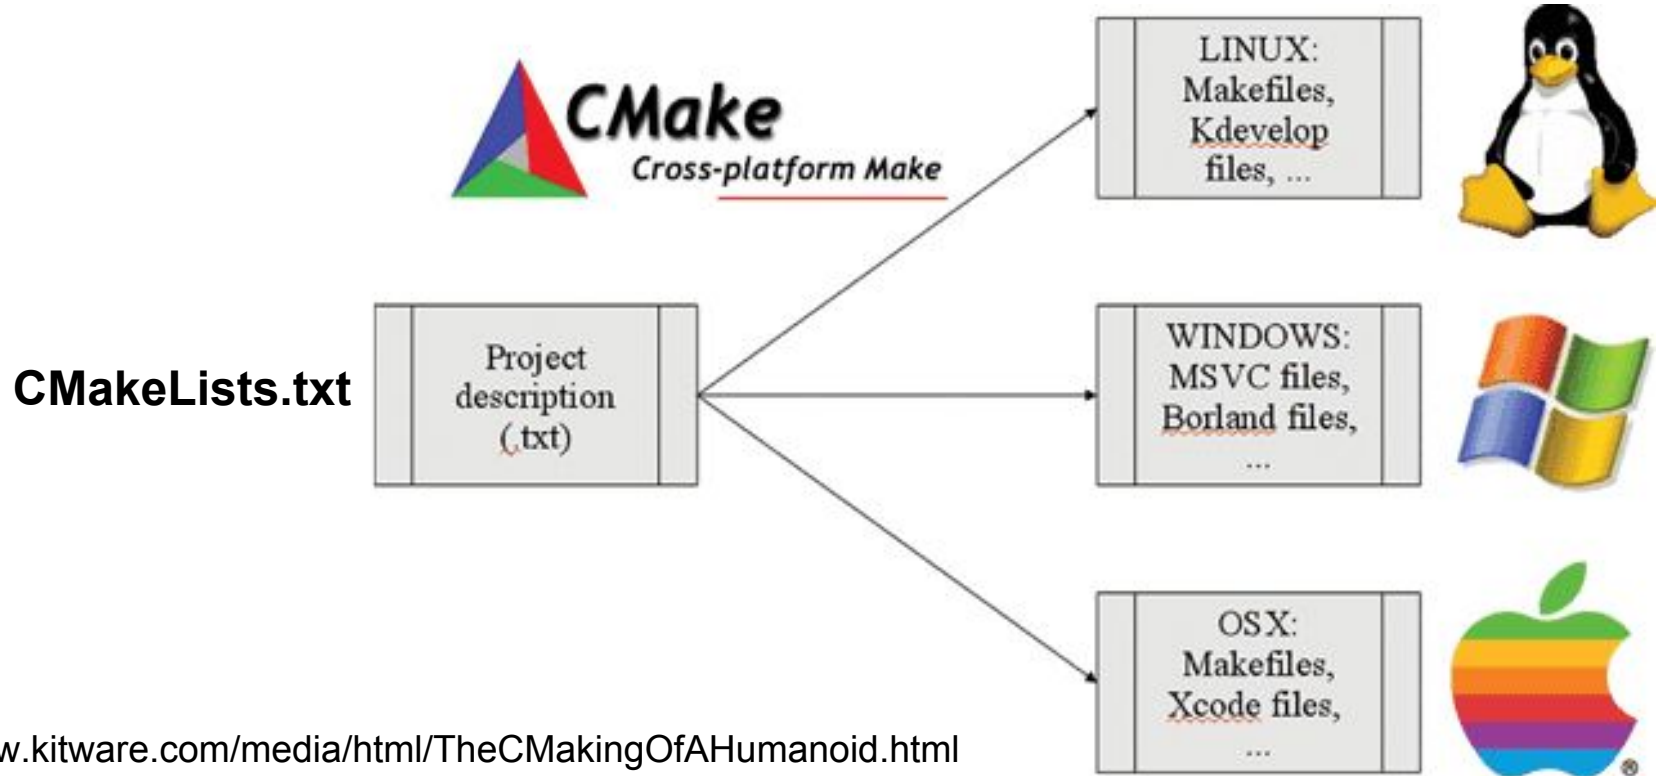 CMake
Cross-platform Make
LINUX:
Makefiles,
Kdevelop
files, ...
CMakeLists.txt
Project
description
(.txt)
WINDOWS:
MSVC files,
Borland files,
...
OSX:
Makefiles,
Xcode files,
...
®
w.kitware.com/media/html/TheCMakingOfAHumanoid.html